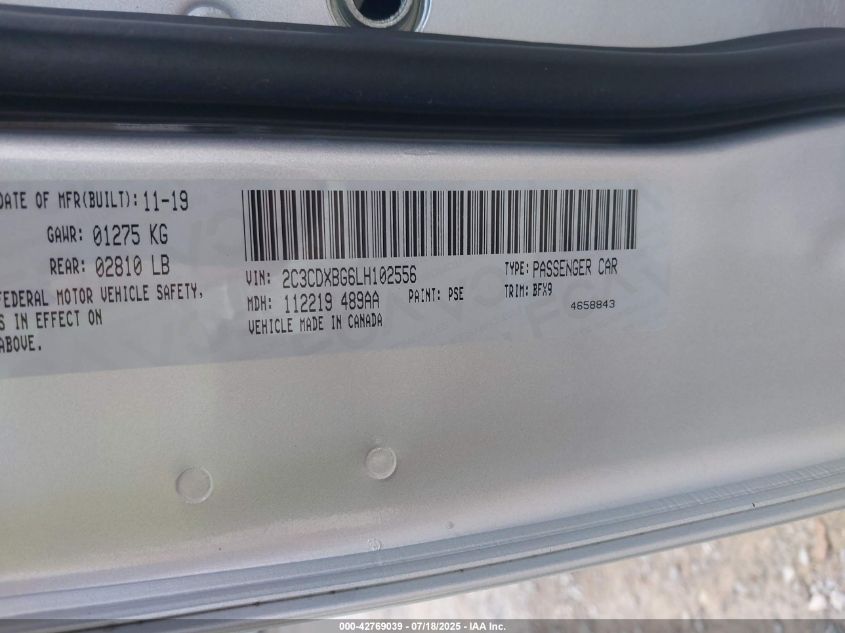 DATE OF MFR(BUILT): 11-19
GAWR: 01275 KG
REAR: 02810 LB
FEDERAL MOTOR VEHICLE SAFETY,
S IN EFFECT ON
ABOVE.
VIN: 2C3CDXBG6LH102556
TYPE: PASSENGER CAR
MDH: 112219 489AA
PAINT: PSE
TRIM: BFX9
VEHICLE MADE IN CANADA
4658843
000-42769039 - 07/18/2025 - IAA Inc.